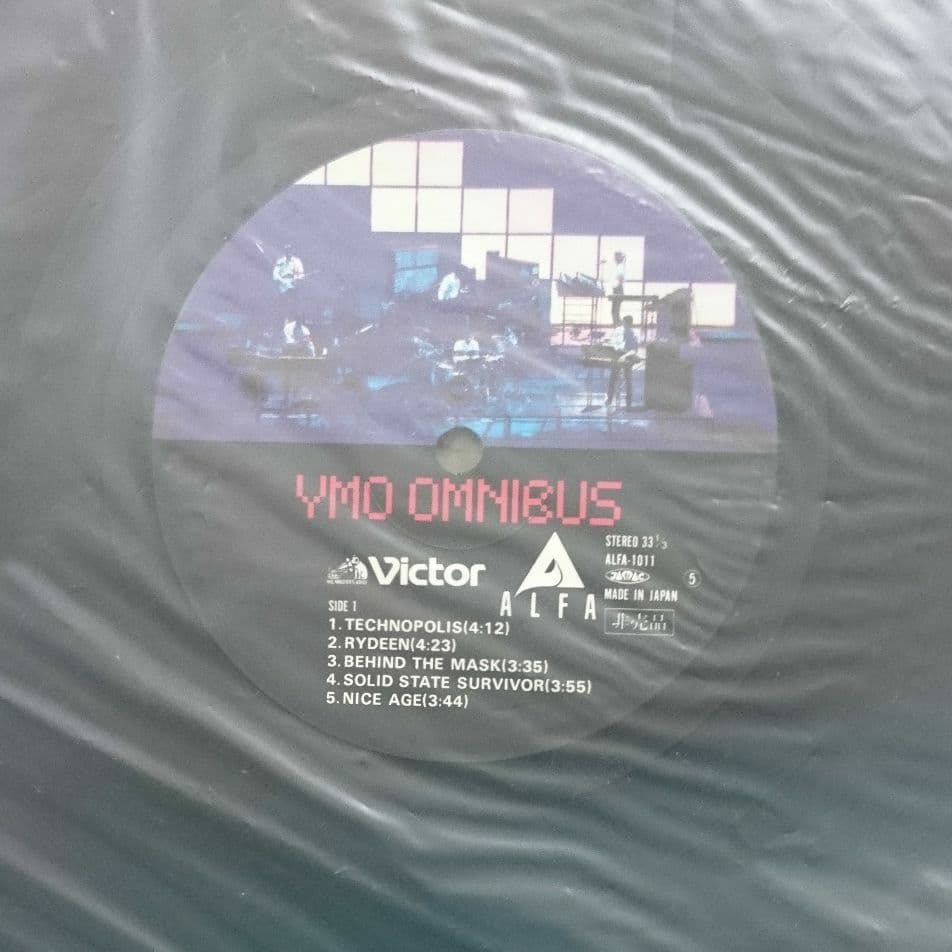 YMO OMNIBUS
Victor
ALFA
STEREO 33 1/3
ALFA-1011
JASRAC
5
MADE IN JAPAN
非売品
SIDE 1
1. TECHNOPOLIS(4:12)
2. RYDEEN(4:23)
3. BEHIND THE MASK(3:35)
4. SOLID STATE SURVIVOR(3:55)
5. NICE AGE(3:44)